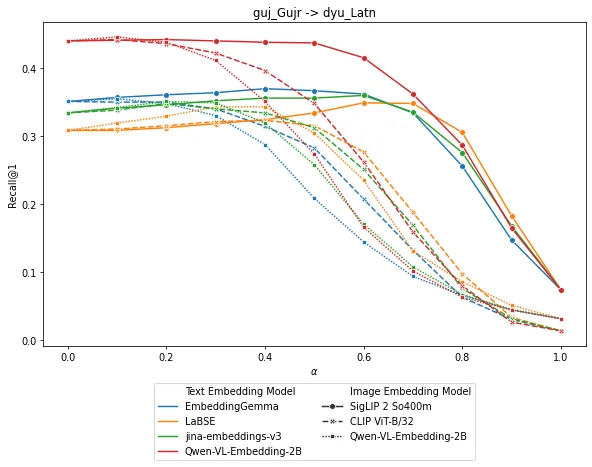 guj_Gujr -> dyu_Latn
Recall@1
0.4
0.3
0.2
0.1
0.0
0.0 0.2 0.4 0.6 0.8 1.0
α
Text Embedding Model
EmbeddingGemma
LaBSE
jina-embeddings-v3
Qwen-VL-Embedding-2B
Image Embedding Model
SigLIP 2 So400m
CLIP ViT-B/32
Qwen-VL-Embedding-2B